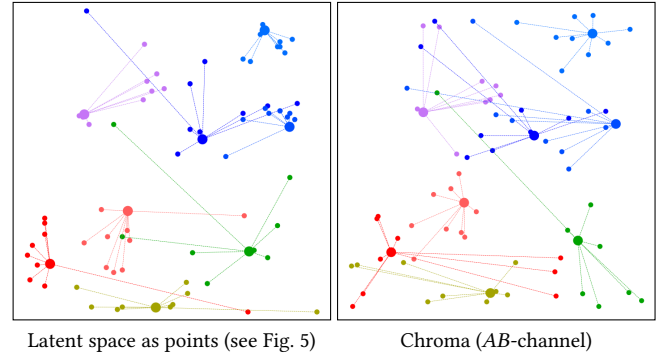 Latent space as points (see Fig. 5)
Chroma (AB-channel)